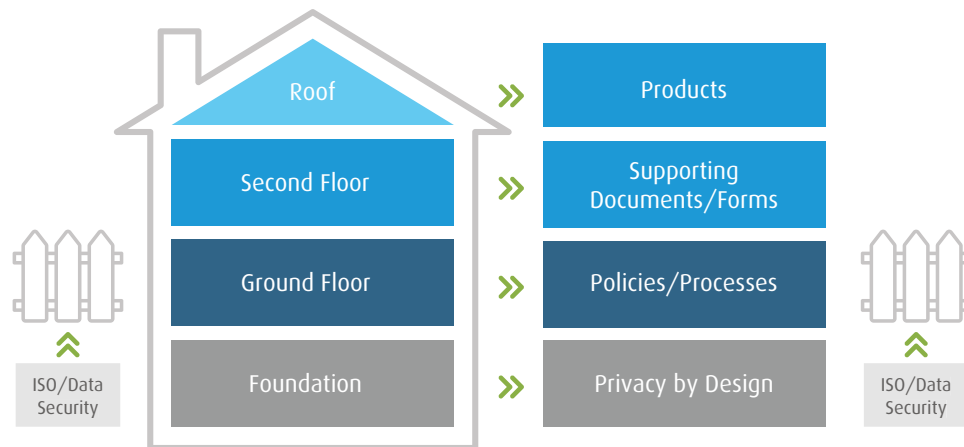 Roof
Products
Second Floor
Supporting
Documents/Forms
Ground Floor
Policies/Processes
Foundation
Privacy by Design
ISO/Data
Security
ISO/Data
Security